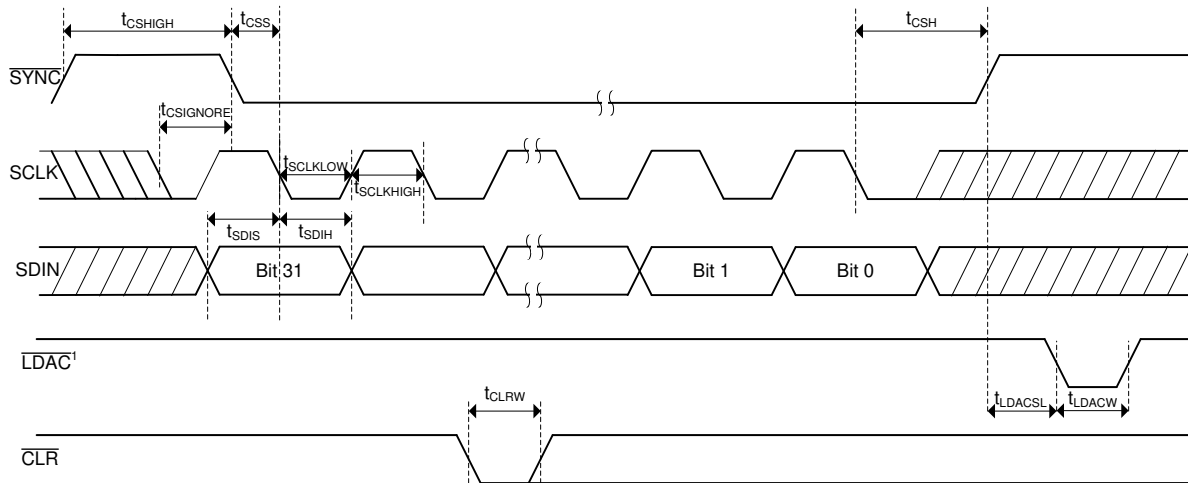 tCSHIGH tCSS tCSH
SYNC
tCSIGNORE
SCLK tSCLKLOW
tSCLKHIGH
tSDIS tSDIH
SDIN Bit 31 Bit 1 Bit 0
LDAC1
tCLRW tLDACSL tLDACW
CLR